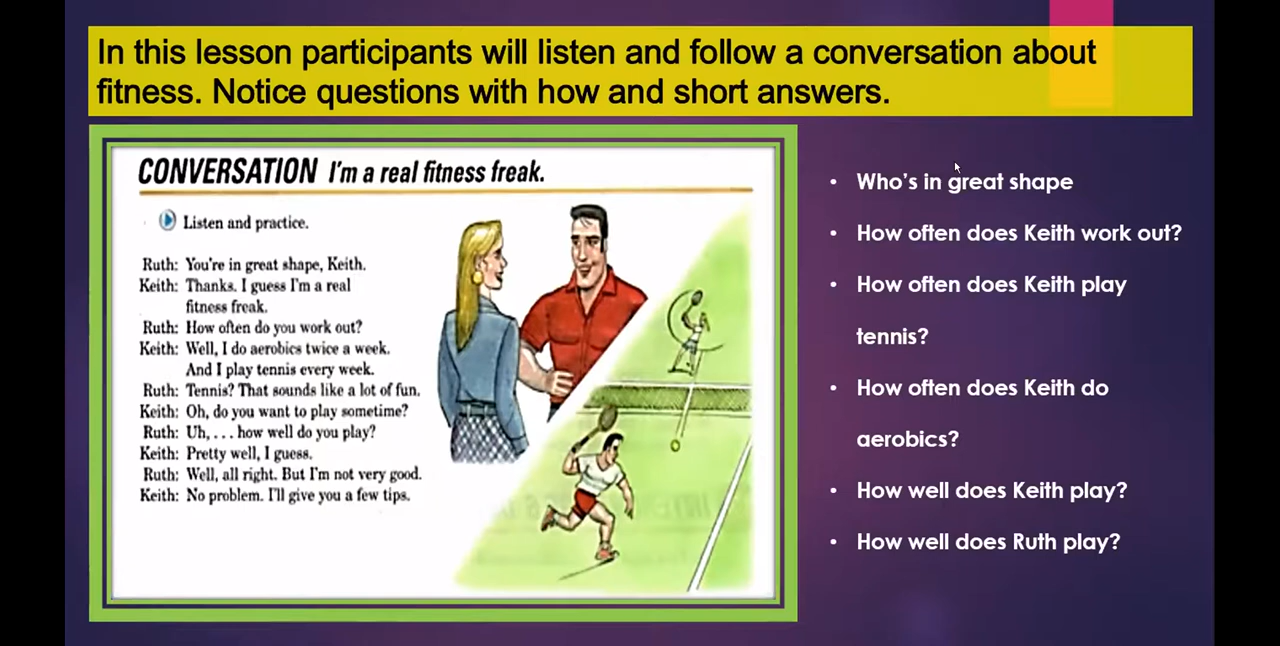 In this lesson participants will listen and follow a conversation about
fitness. Notice questions with how and short answers.
CONVERSATION I'm a real fitness freak.
Listen and practice.
Ruth: You're in great shape, Keith.
Keith: Thanks. I guess I'm a real
fitness freak.
Ruth: How often do you work out?
Keith: Well, I do aerobics twice a week.
And I play tennis every week.
Ruth: Tennis? That sounds like a lot of fun.
Keith: Oh, do you want to play sometime?
Ruth: Uh, . . . how well do you play?
Keith: Pretty well, I guess.
Ruth: Well, all right. But I'm not very good.
Keith: No problem. I'll give you a few tips.
• Who's in great shape
• How often does Keith work out?
• How often does Keith play
tennis?
• How often does Keith do
aerobics?
• How well does Keith play?
• How well does Ruth play?